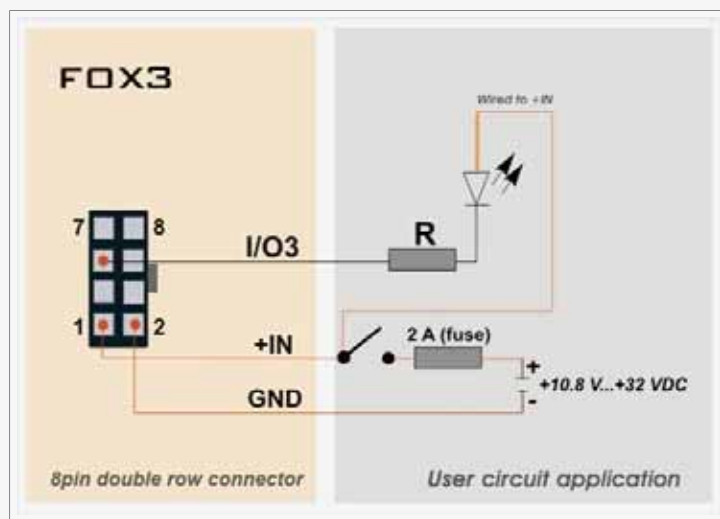 FOX3
Wired to +IN
7 8
I/O3
R
1 2
+IN
2 A (fuse)
+
+10.8 V...+32 VDC
-
GND
8pin double row connector
User circuit application